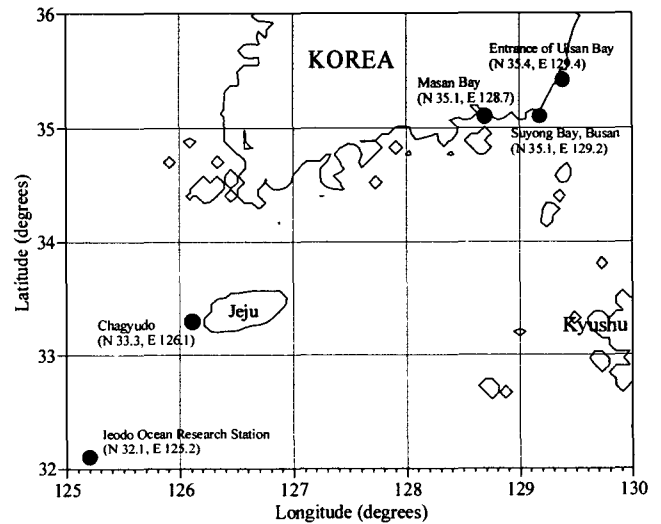 36
35
34
33
32
Latitude (degrees)
KOREA
Entrance of Ulsan Bay
(N 35.4, E 129.4)
Masan Bay
(N 35.1, E 128.7)
Suyong Bay, Busan
(N 35.1, E 129.2)
Jeju
Chagyudo
(N 33.3, E 126.1)
Kyushu
Ieodo Ocean Research Station
(N 32.1, E 125.2)
125 126 127 128 129 130
Longitude (degrees)